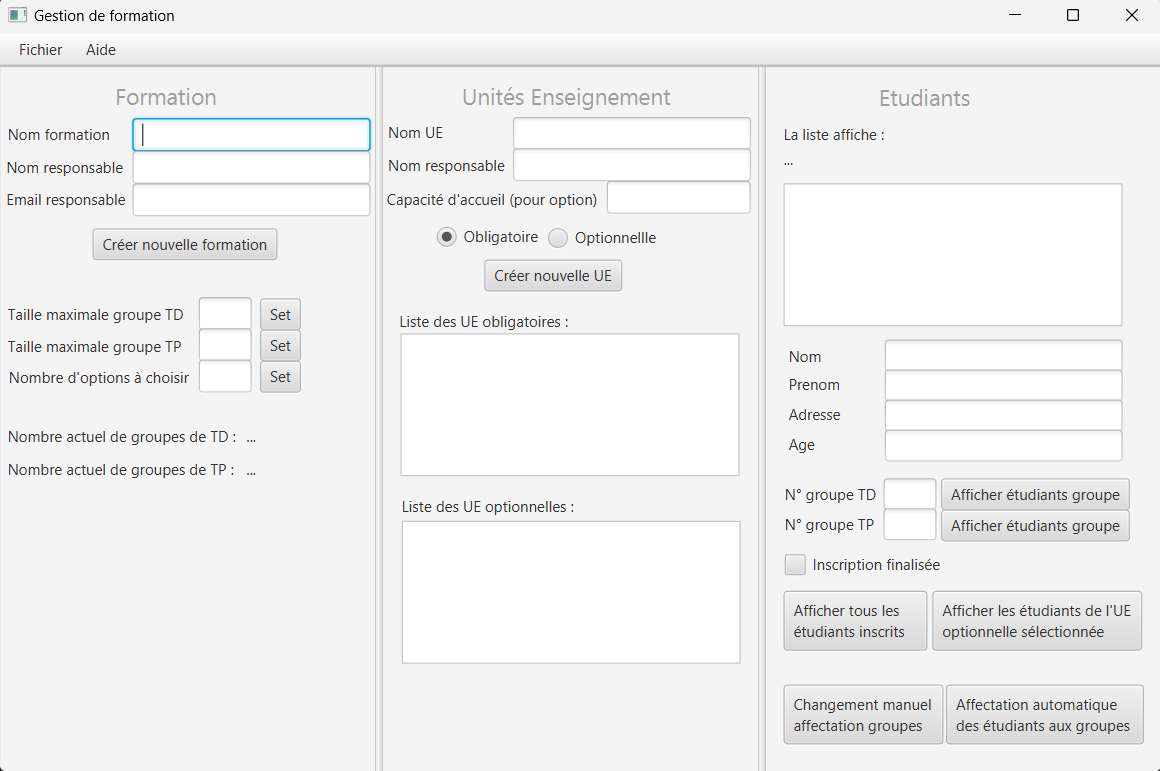 Gestion de formation
Fichier Aide
Formation
Nom formation
Nom responsable
Email responsable
Créer nouvelle formation
Taille maximale groupe TD Set
Taille maximale groupe TP Set
Nombre d'options à choisir Set
Nombre actuel de groupes de TD : ...
Nombre actuel de groupes de TP : ...
Unités Enseignement
Nom UE
Nom responsable
Capacité d'accueil (pour option)
Obligatoire Optionnellle
Créer nouvelle UE
Liste des UE obligatoires :
Liste des UE optionnelles :
Etudiants
La liste affiche :
...
Nom
Prenom
Adresse
Age
N° groupe TD Afficher étudiants groupe
N° groupe TP Afficher étudiants groupe
Inscription finalisée
Afficher tous les
étudiants inscrits
Afficher les étudiants de l'UE
optionnelle sélectionnée
Changement manuel
affectation groupes
Affectation automatique
des étudiants aux groupes